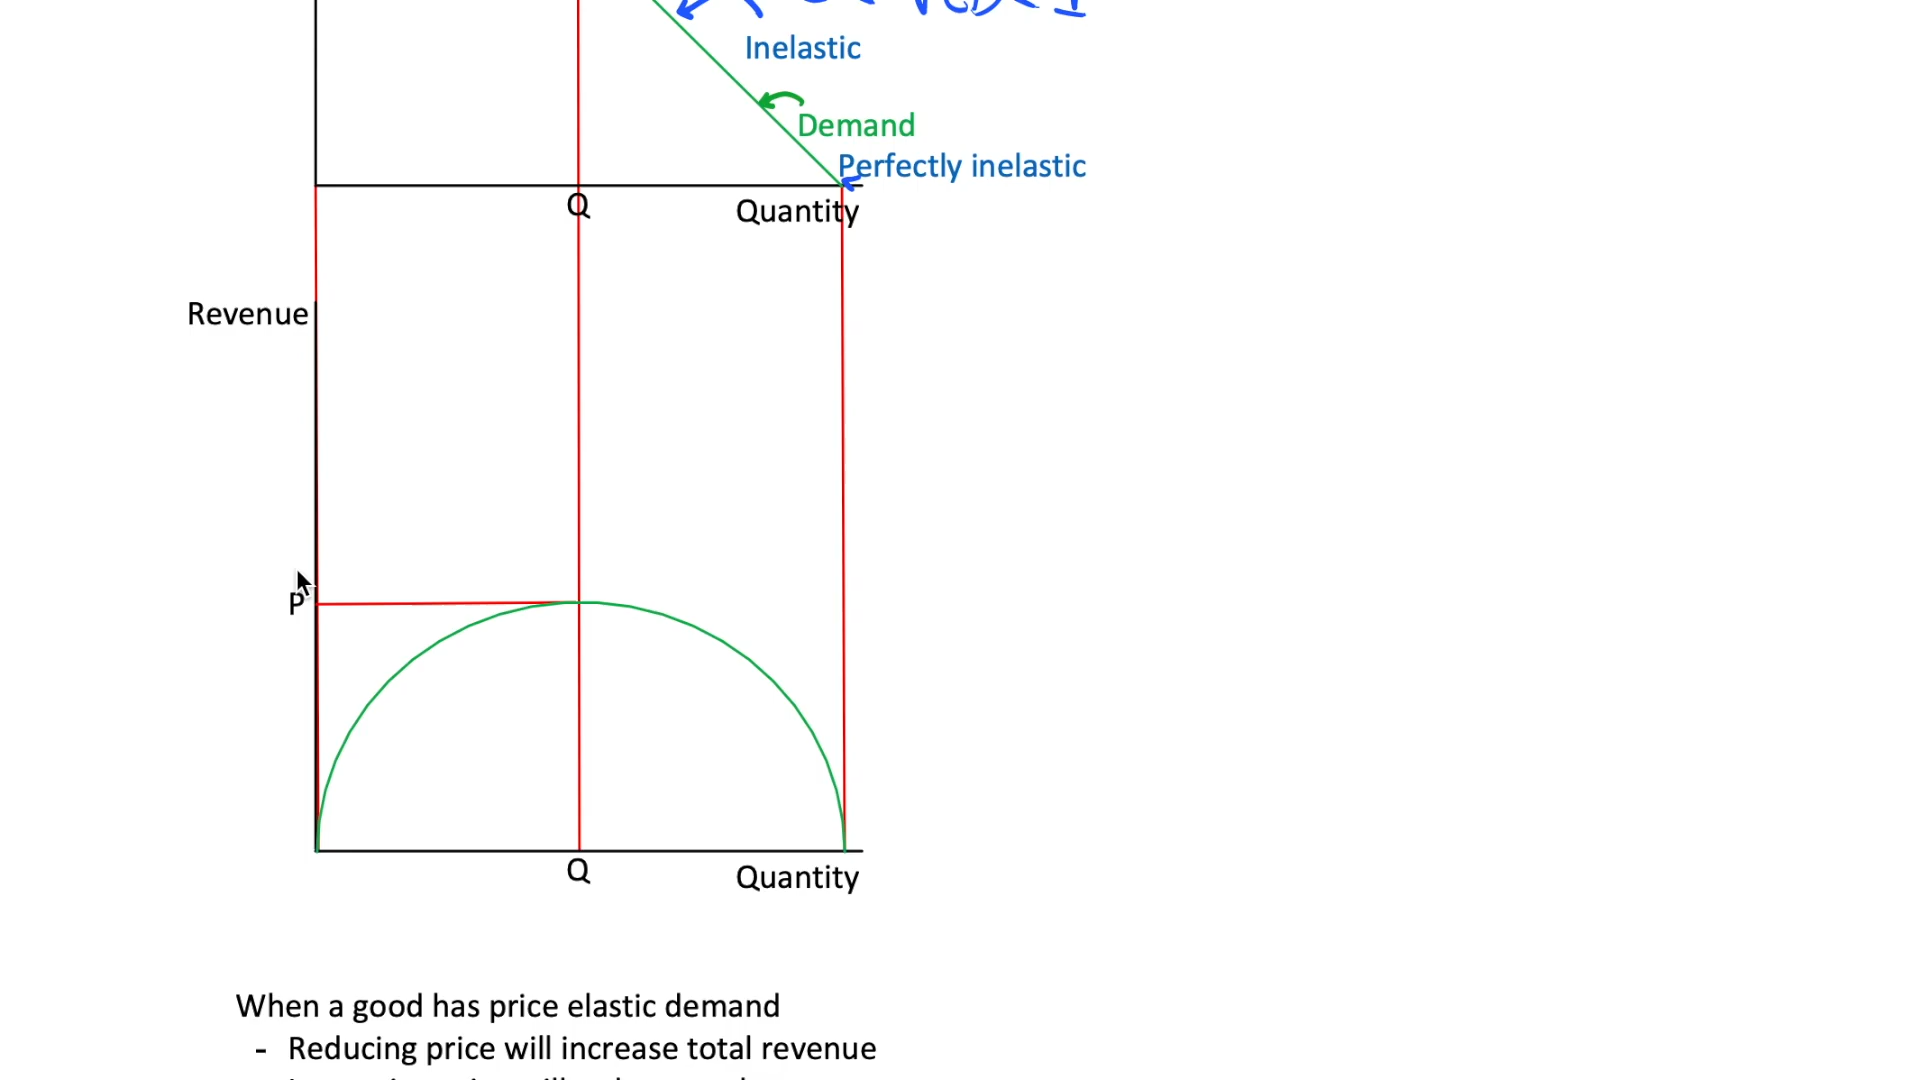 Inelastic
Demand
Perfectly inelastic
Q
Quantity
Revenue
P
Q
Quantity
When a good has price elastic demand
- Reducing price will increase total revenue